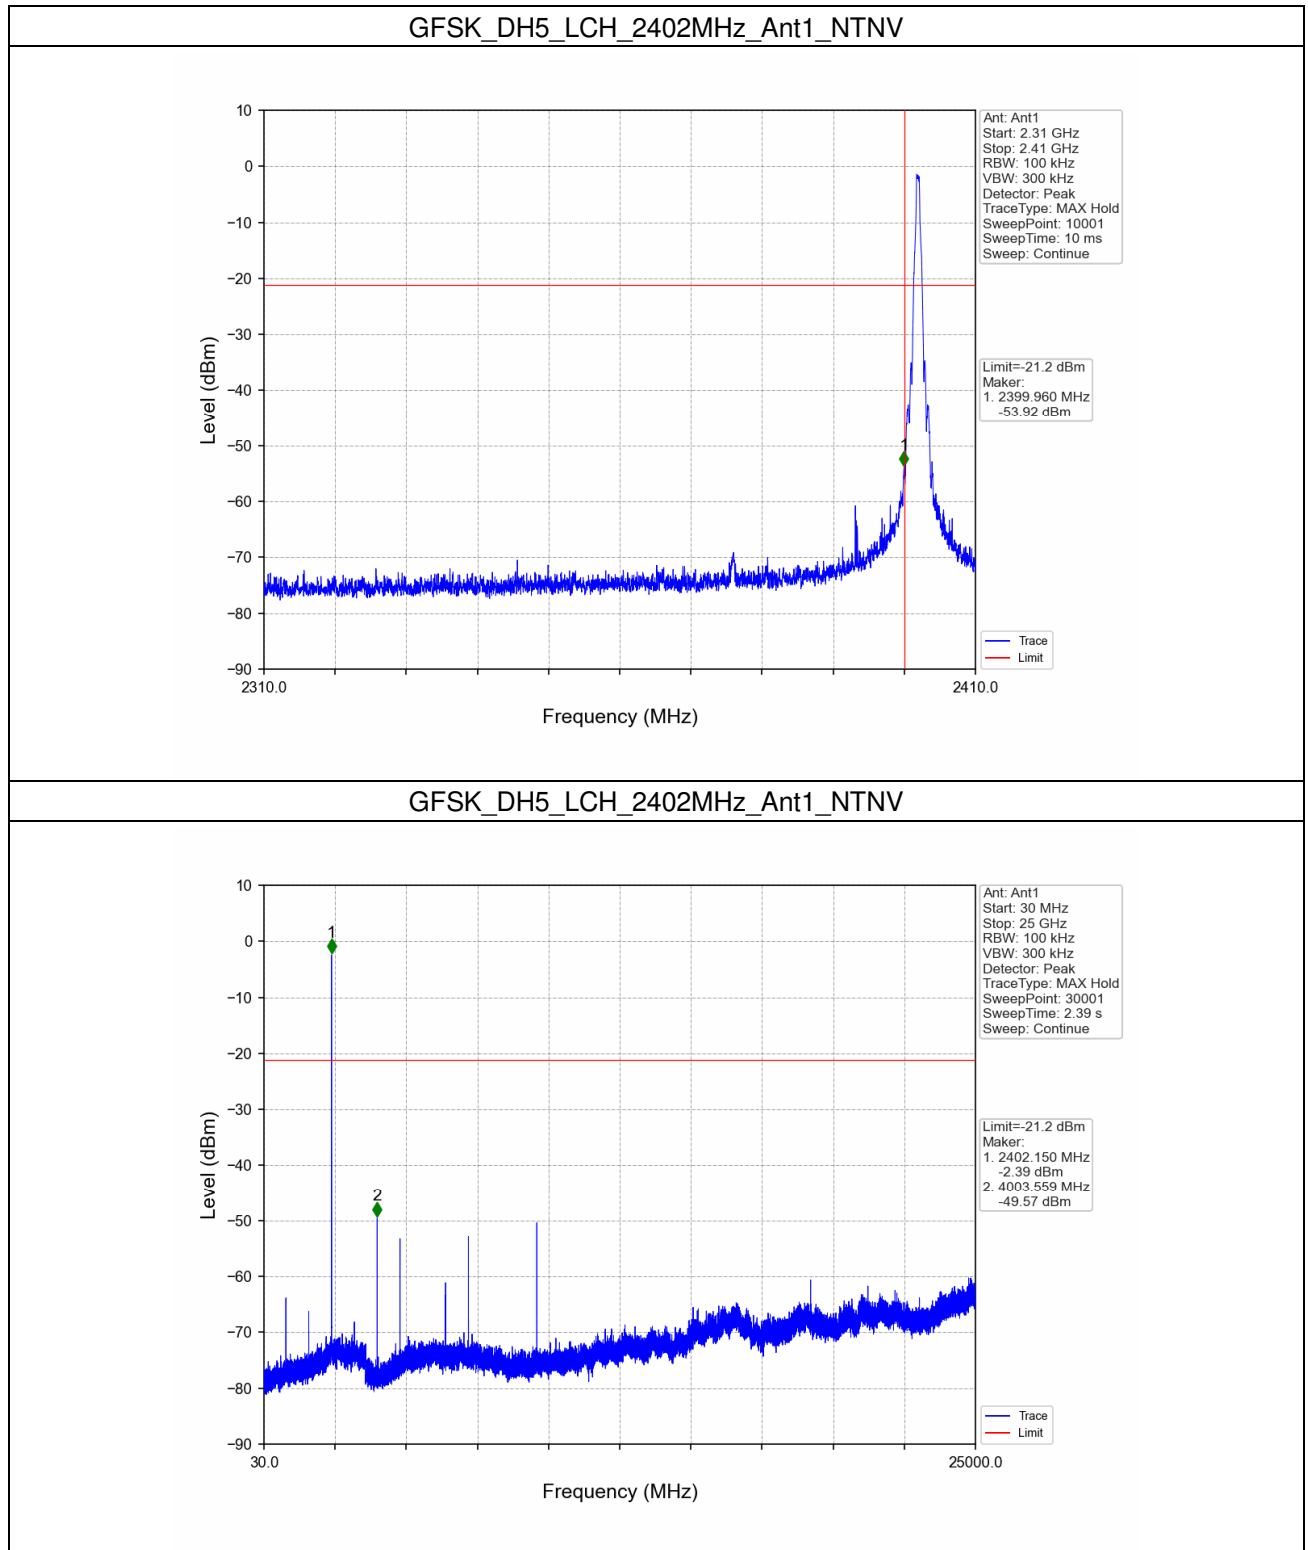 GFSK_DH5_LCH_2402MHz_Ant1_NTNV
10
0
−10
−20
−30
−40
−50
−60
−70
−80
−90
Level (dBm)
1
2310.0
2410.0
Frequency (MHz)
Ant: Ant1
Start: 2.31 GHz
Stop: 2.41 GHz
RBW: 100 kHz
VBW: 300 kHz
Detector: Peak
TraceType: MAX Hold
SweepPoint: 10001
SweepTime: 10 ms
Sweep: Continue
Limit=-21.2 dBm
Maker:
1. 2399.960 MHz
-53.92 dBm
Trace
Limit
GFSK_DH5_LCH_2402MHz_Ant1_NTNV
10
0
−10
−20
−30
−40
−50
−60
−70
−80
−90
Level (dBm)
1
2
30.0
25000.0
Frequency (MHz)
Ant: Ant1
Start: 30 MHz
Stop: 25 GHz
RBW: 100 kHz
VBW: 300 kHz
Detector: Peak
TraceType: MAX Hold
SweepPoint: 30001
SweepTime: 2.39 s
Sweep: Continue
Limit=-21.2 dBm
Maker:
1. 2402.150 MHz
-2.39 dBm
2. 4003.559 MHz
-49.57 dBm
Trace
Limit